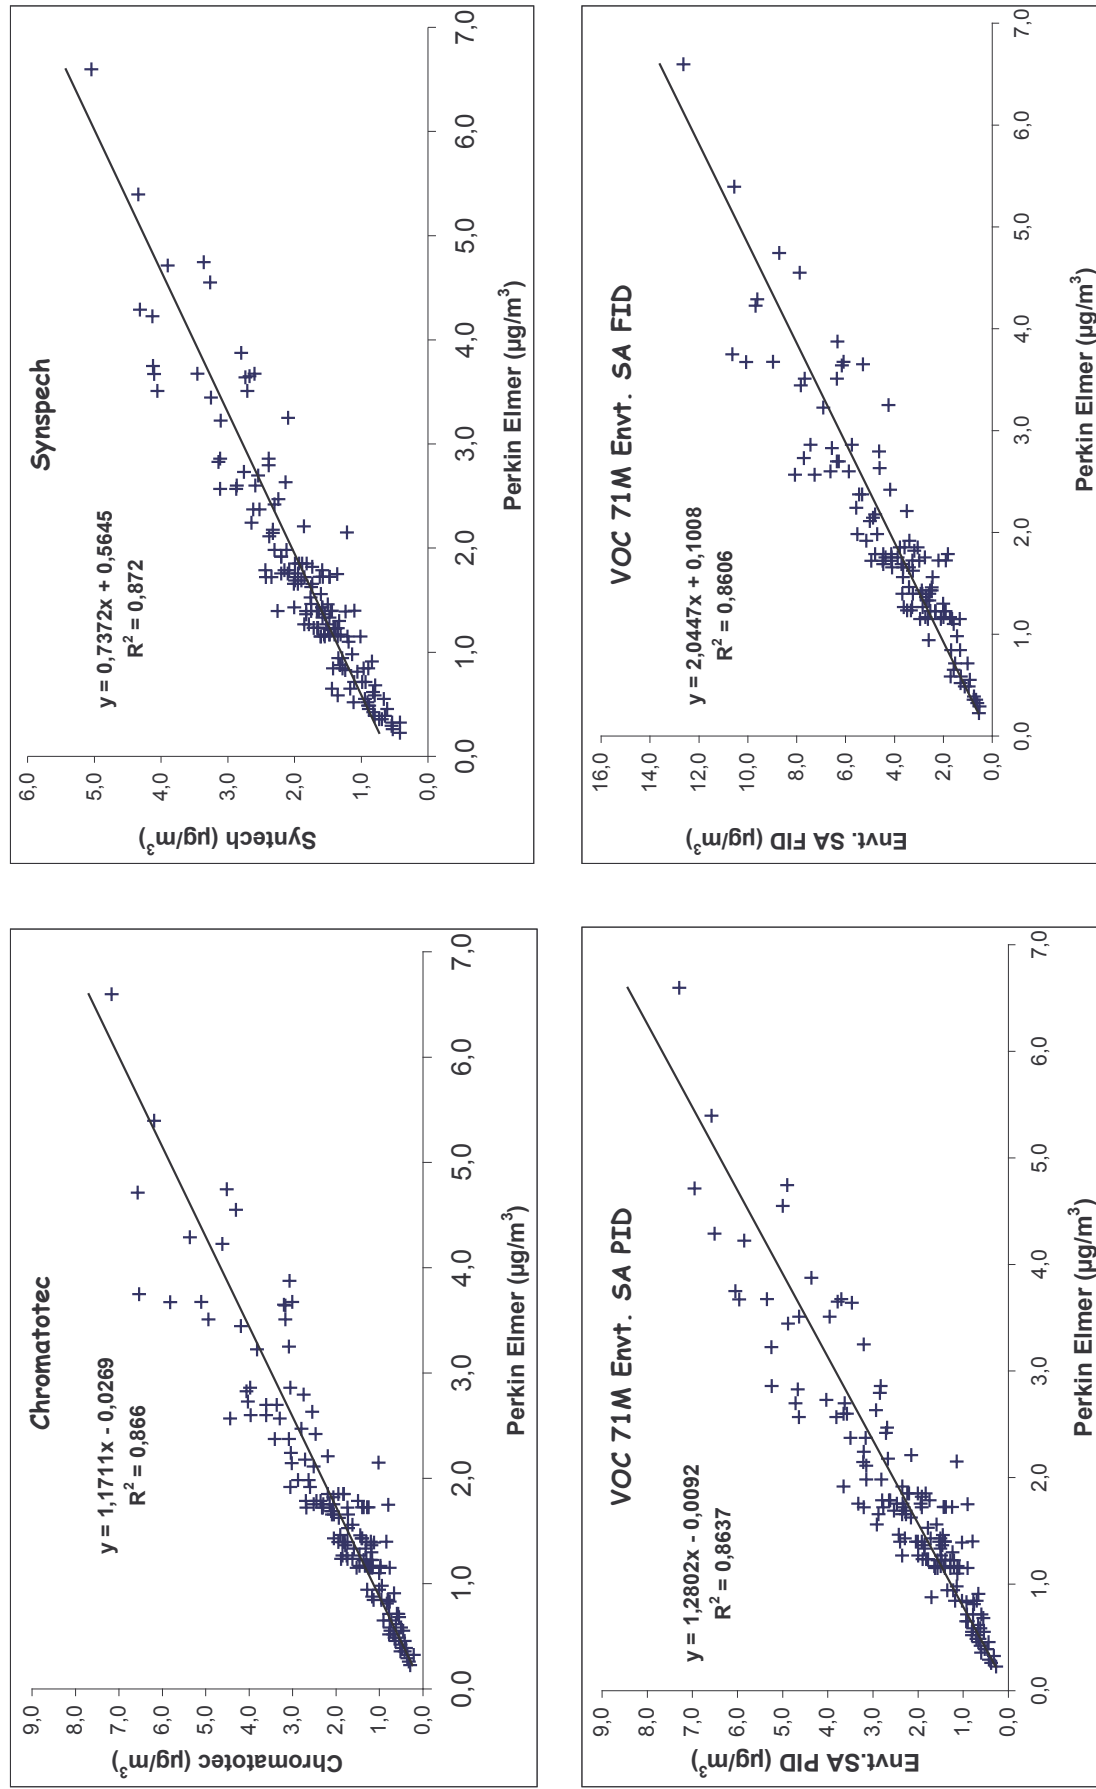 Chromatotec
y = 1,1711x - 0,0269
R² = 0,866
Chromatotec (µg/m³)
9,0
8,0
7,0
6,0
5,0
4,0
3,0
2,0
1,0
0,0
0,0 1,0 2,0 3,0 4,0 5,0 6,0 7,0
Perkin Elmer (µg/m³)
Synspech
y = 0,7372x + 0,5645
R² = 0,872
Syntech (µg/m³)
6,0
5,0
4,0
3,0
2,0
1,0
0,0
0,0 1,0 2,0 3,0 4,0 5,0 6,0 7,0
Perkin Elmer (µg/m³)
VOC 71M Envt. SA PID
y = 1,2802x - 0,0092
R² = 0,8637
Envt.SA PID (µg/m³)
9,0
8,0
7,0
6,0
5,0
4,0
3,0
2,0
1,0
0,0
0,0 1,0 2,0 3,0 4,0 5,0 6,0 7,0
Perkin Elmer (µg/m³)
VOC 71M Envt. SA FID
y = 2,0447x + 0,1008
R² = 0,8606
Envt. SA FID (µg/m³)
16,0
14,0
12,0
10,0
8,0
6,0
4,0
2,0
0,0
0,0 1,0 2,0 3,0 4,0 5,0 6,0 7,0
Perkin Elmer (µg/m³)